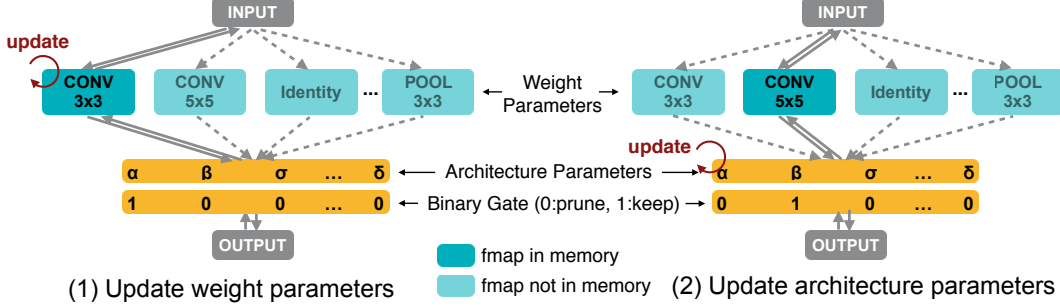 INPUT
update
CONV 3x3
CONV 5x5
Identity
...
POOL 3x3
Weight Parameters
INPUT
CONV 3x3
CONV 5x5
Identity
...
POOL 3x3
update
α β σ ... δ
Architecture Parameters
α β σ ... δ
1 0 0 ... 0
Binary Gate (0:prune, 1:keep)
0 1 0 ... 0
OUTPUT
fmap in memory
fmap not in memory
OUTPUT
(1) Update weight parameters
(2) Update architecture parameters